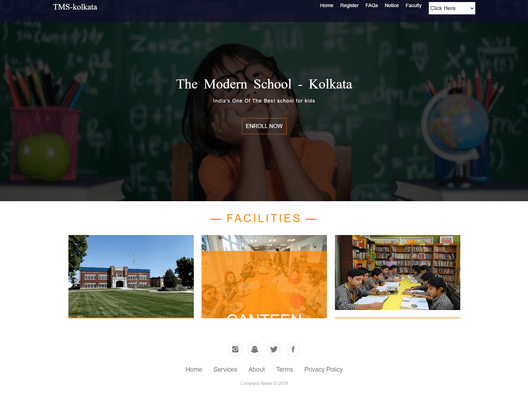 TMS-kolkata
Home Register FAQs Notice Faculty Click Here
The Modern School - Kolkata
India's One Of The Best school for kids
ENROLL NOW
— FACILITIES —
CANTEEN
Home Services About Terms Privacy Policy
Company Name © 2018